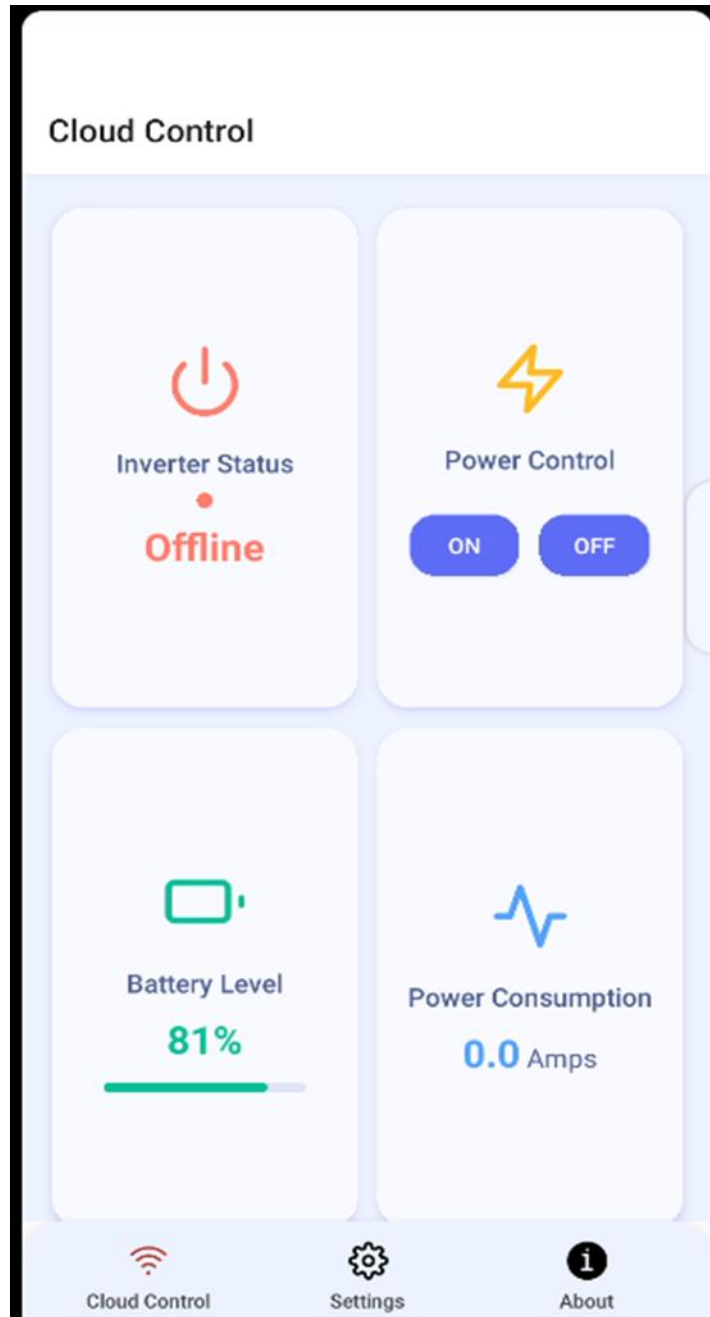 Cloud Control
Inverter Status
Offline
Power Control
ON OFF
Battery Level
81%
Power Consumption
0.0 Amps
Cloud Control
Settings
About